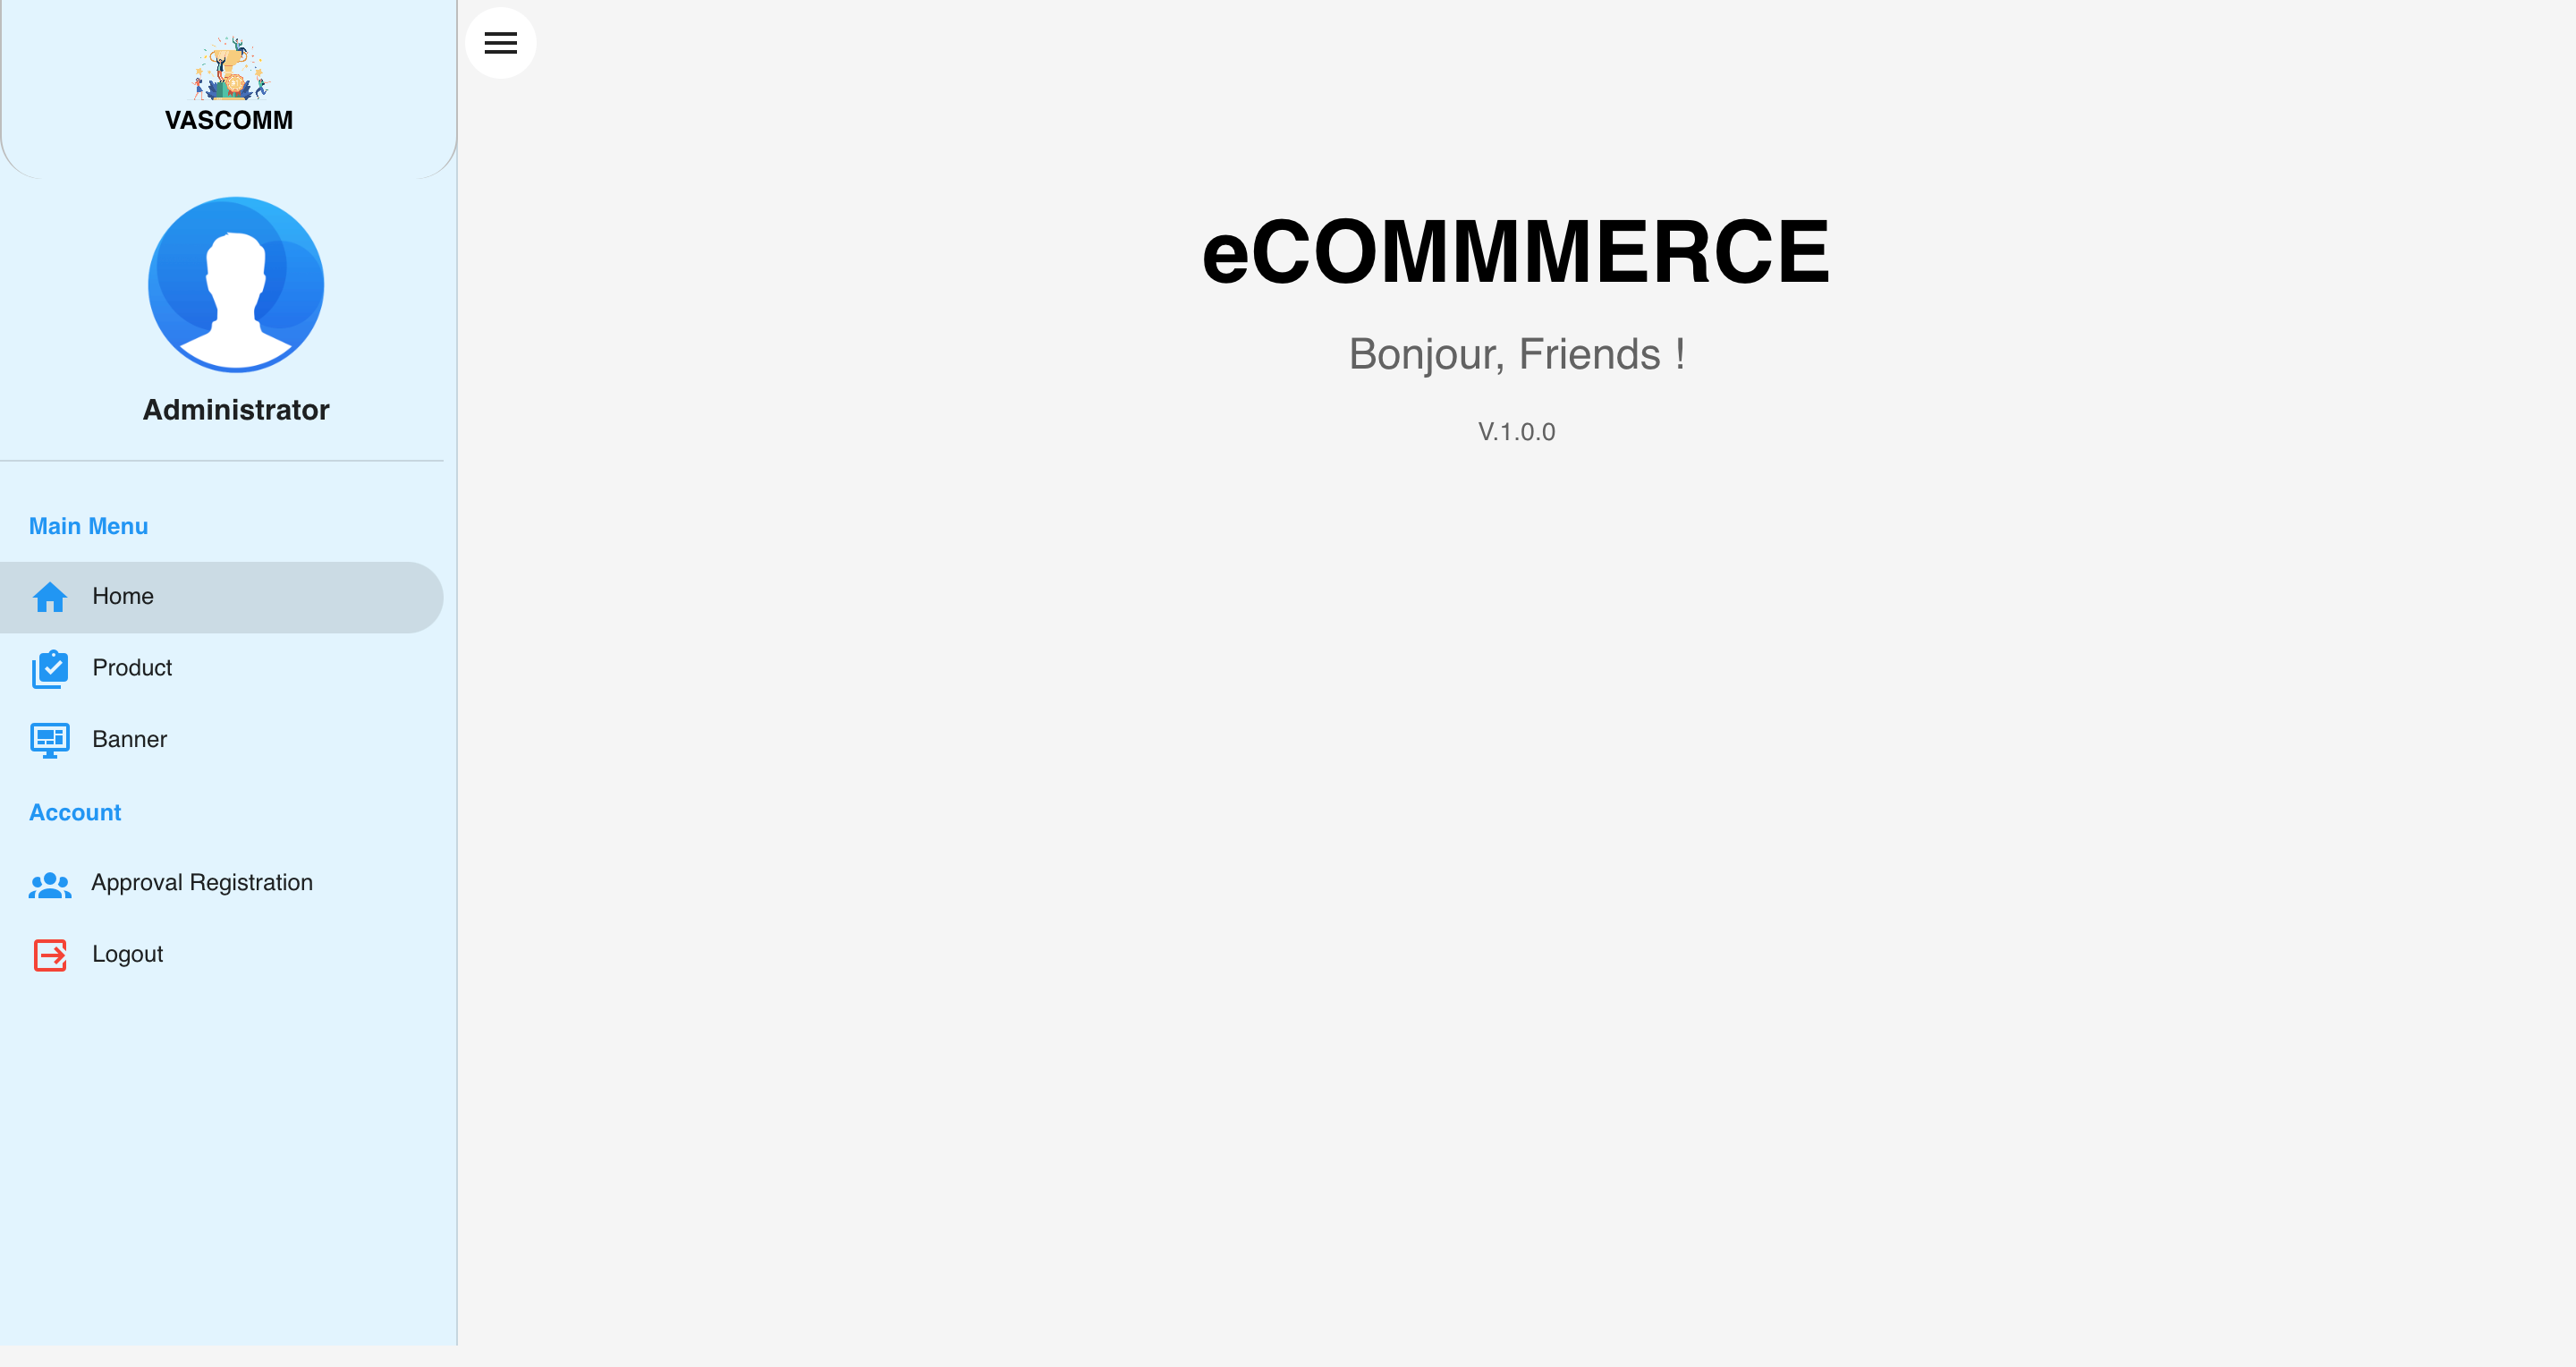 VASCOMM
Administrator
Main Menu
Home
Product
Banner
Account
Approval Registration
Logout
eCOMMMERCE
Bonjour, Friends !
V.1.0.0